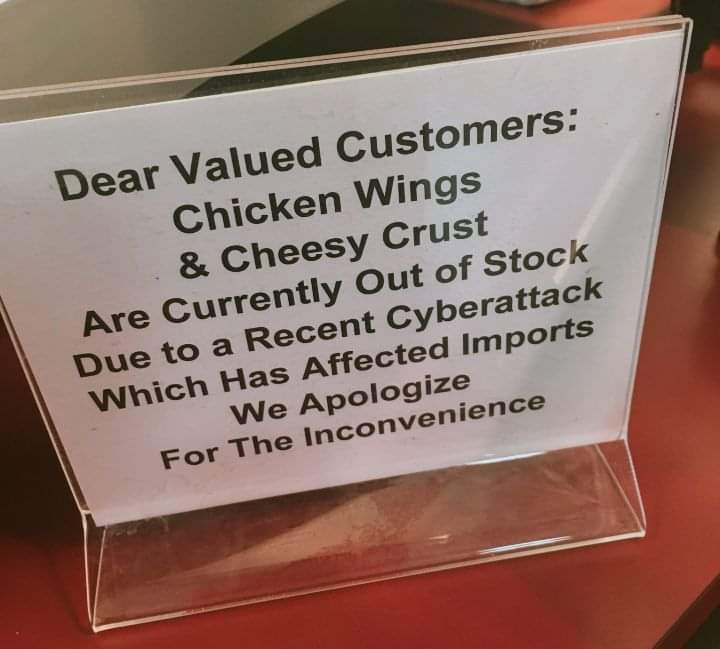 Dear Valued Customers:
Chicken Wings
& Cheesy Crust
Are Currently Out of Stock
Due to a Recent Cyberattack
Which Has Affected Imports
We Apologize
For The Inconvenience